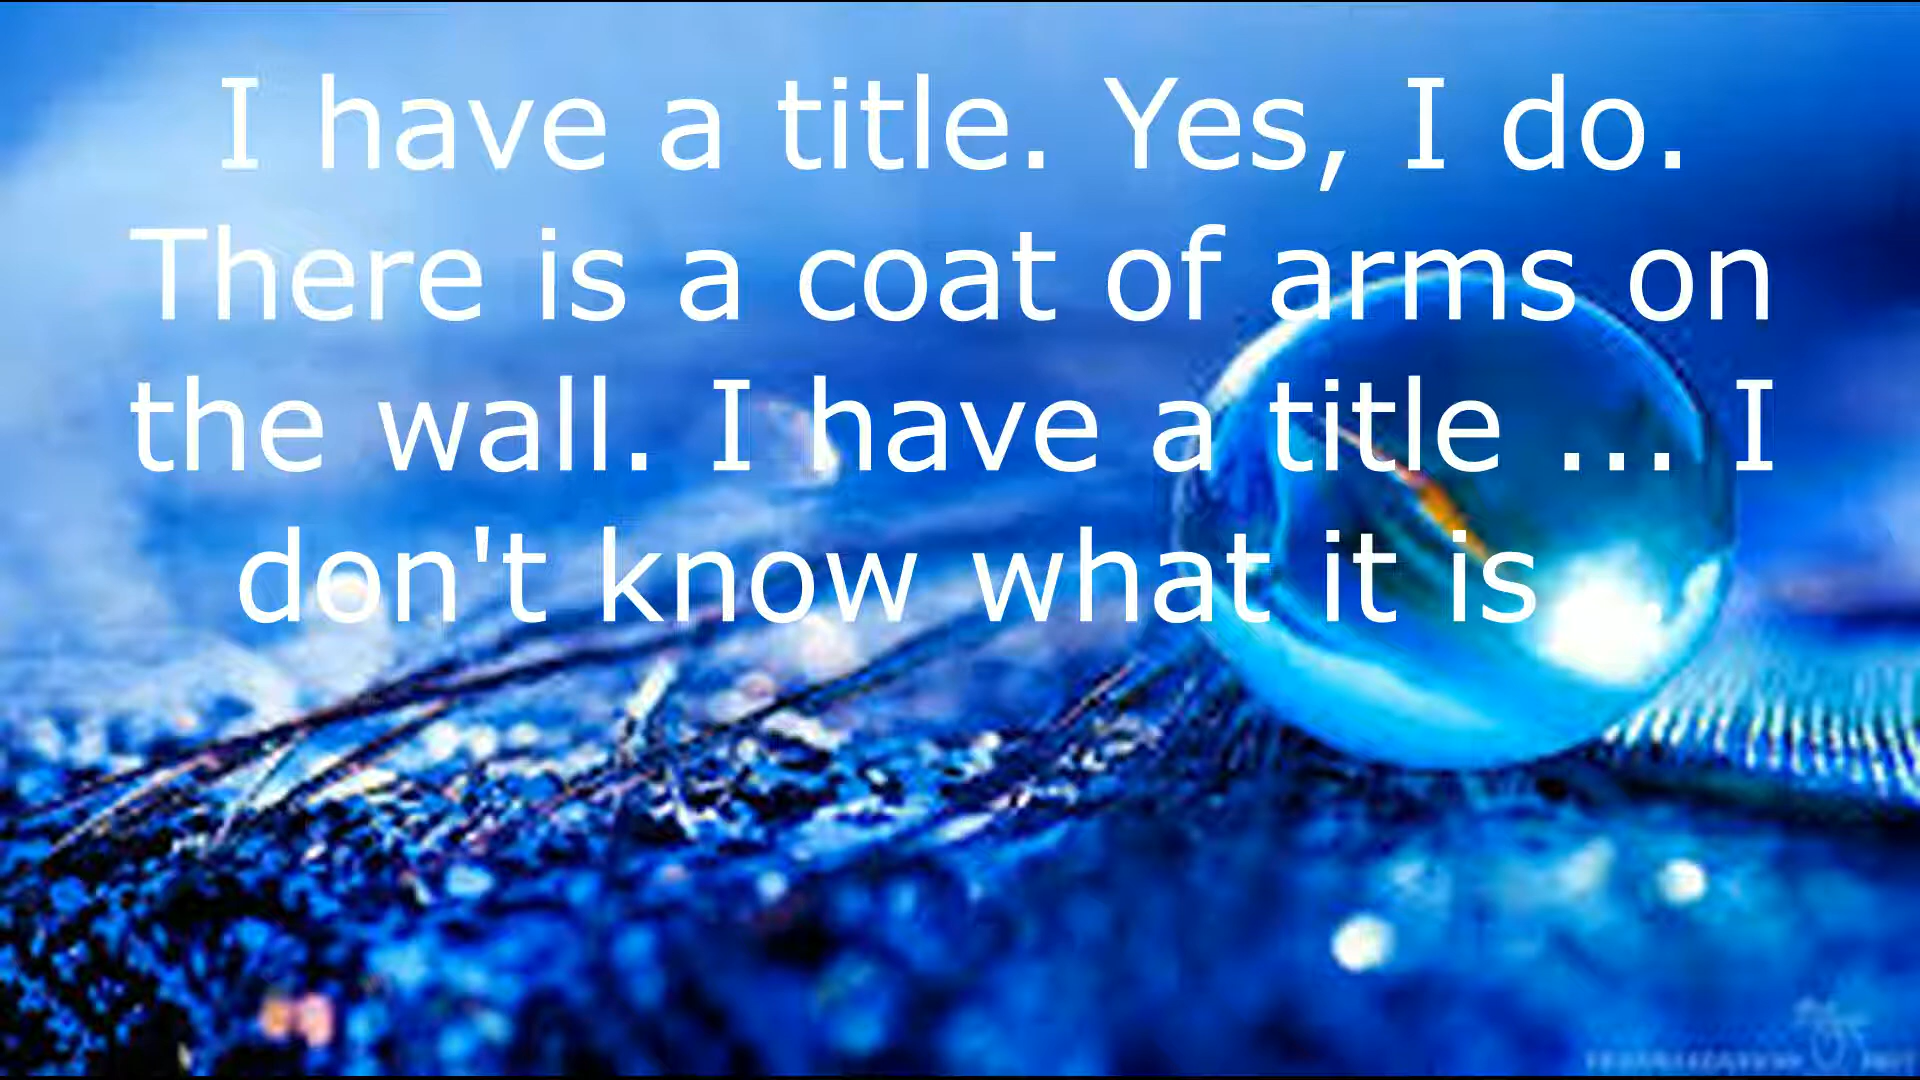 I have a title. Yes, I do.
There is a coat of arms on
the wall. I have a title ... I
don't know what it is ...